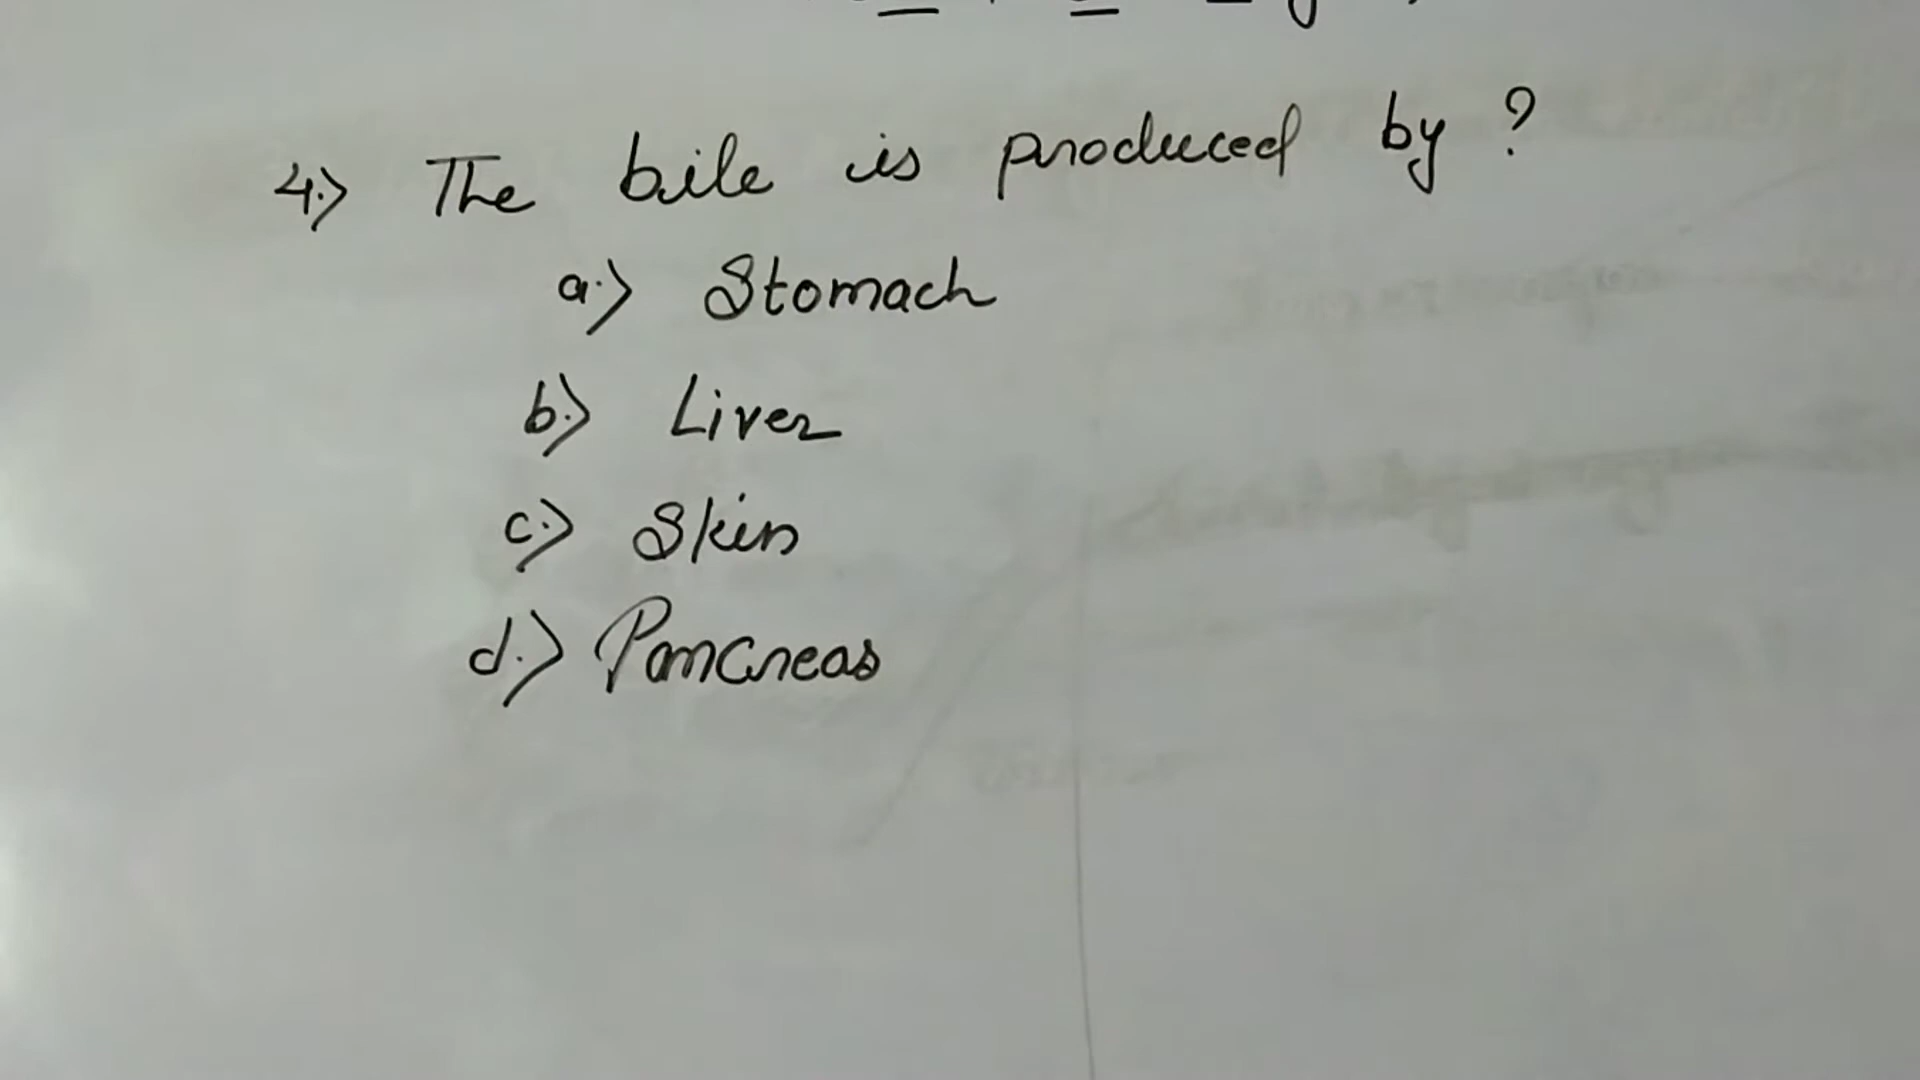 4.) The bile is produced by ?
a.) Stomach
b.) Liver
c.) Skin
d.) Pancreas